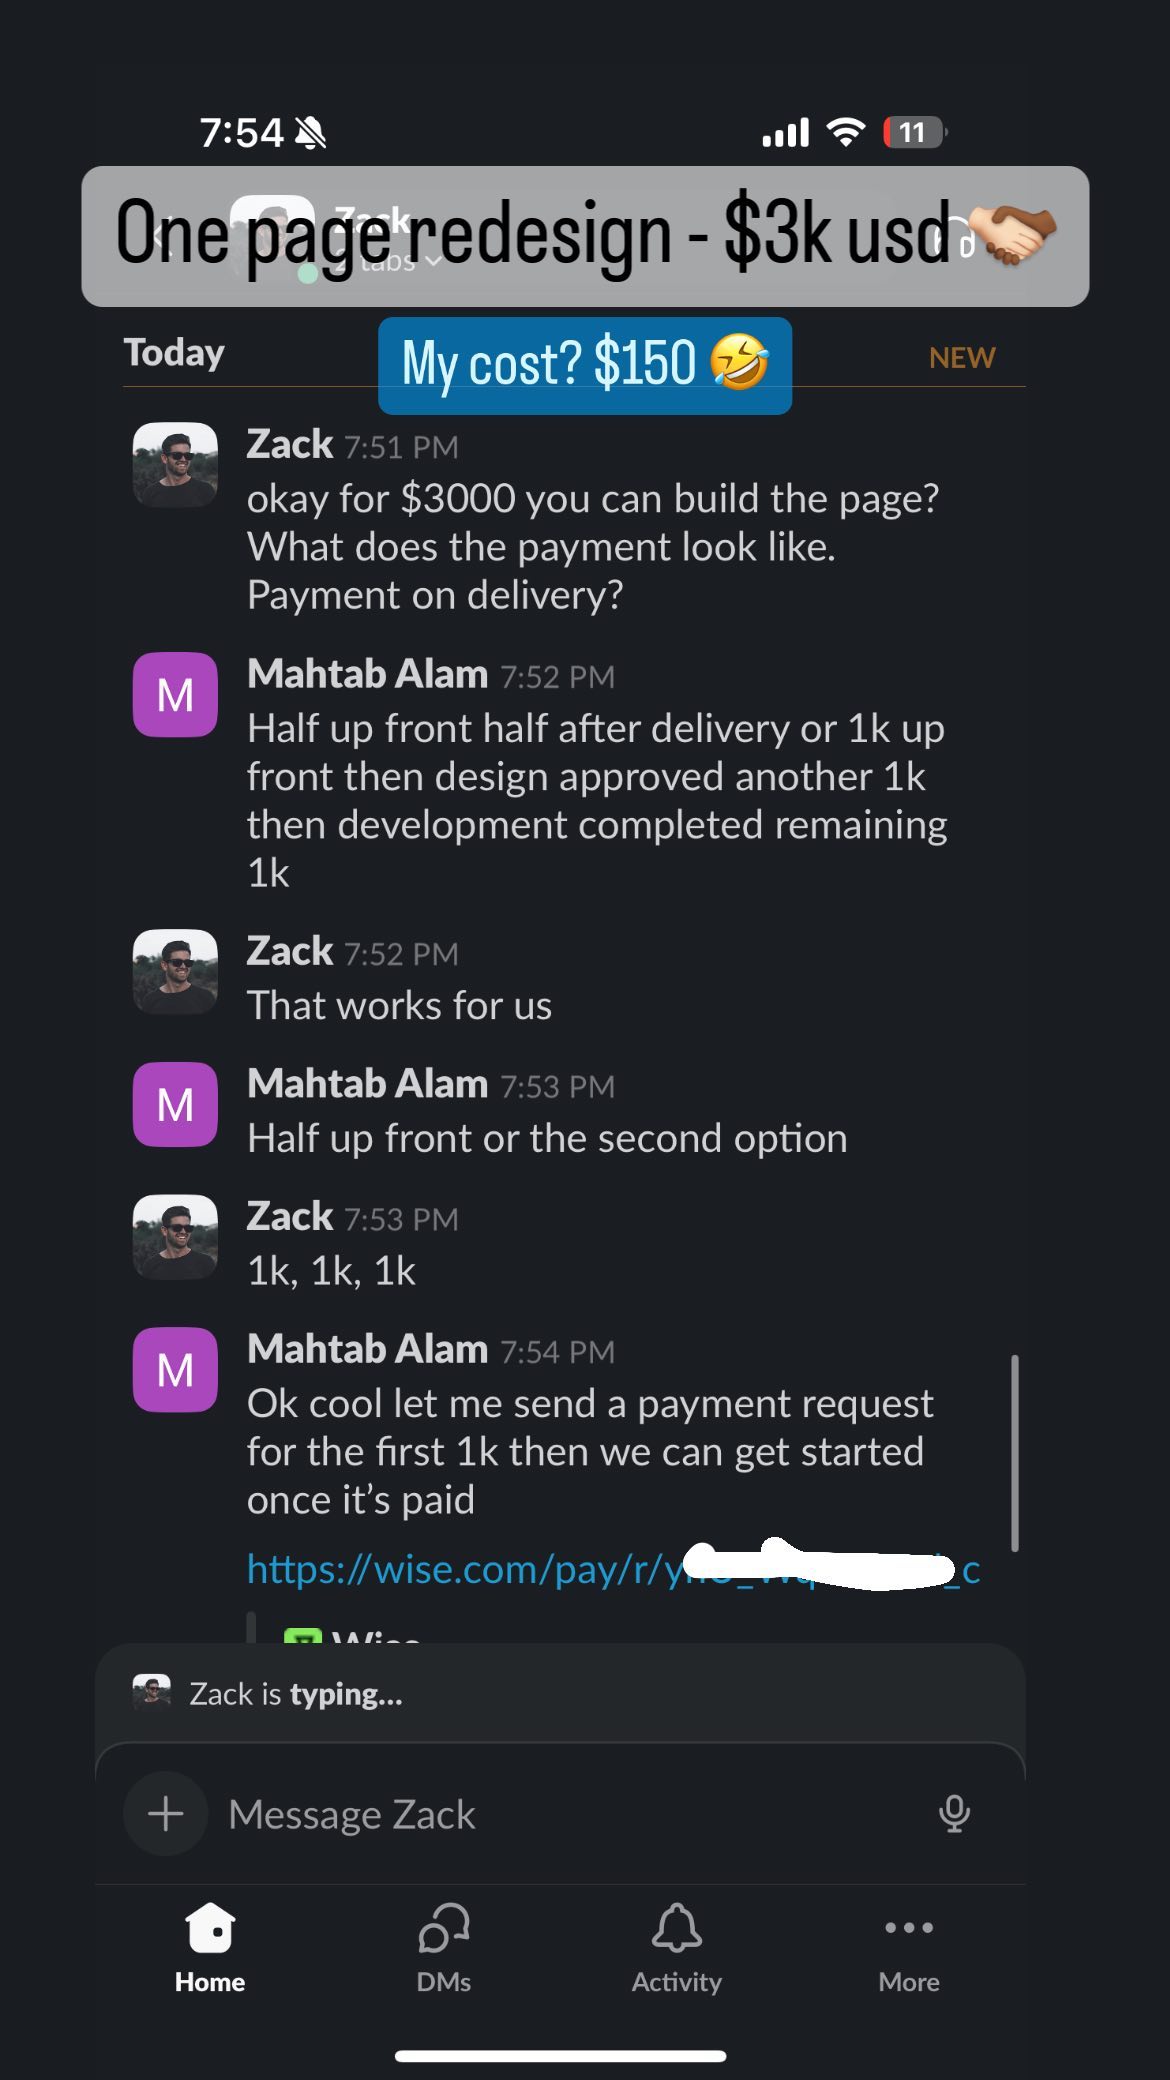 7:54
11
Zack
2 tabs
One page redesign - $3k usd
My cost? $150
Today
NEW
Zack 7:51 PM
okay for $3000 you can build the page?
What does the payment look like.
Payment on delivery?
M
Mahtab Alam 7:52 PM
Half up front half after delivery or 1k up
front then design approved another 1k
then development completed remaining
1k
Zack 7:52 PM
That works for us
M
Mahtab Alam 7:53 PM
Half up front or the second option
Zack 7:53 PM
1k, 1k, 1k
M
Mahtab Alam 7:54 PM
Ok cool let me send a payment request
for the first 1k then we can get started
once it’s paid
https://wise.com/pay/r/y
_c
Wise
Zack is typing...
Message Zack
Home
DMs
Activity
More